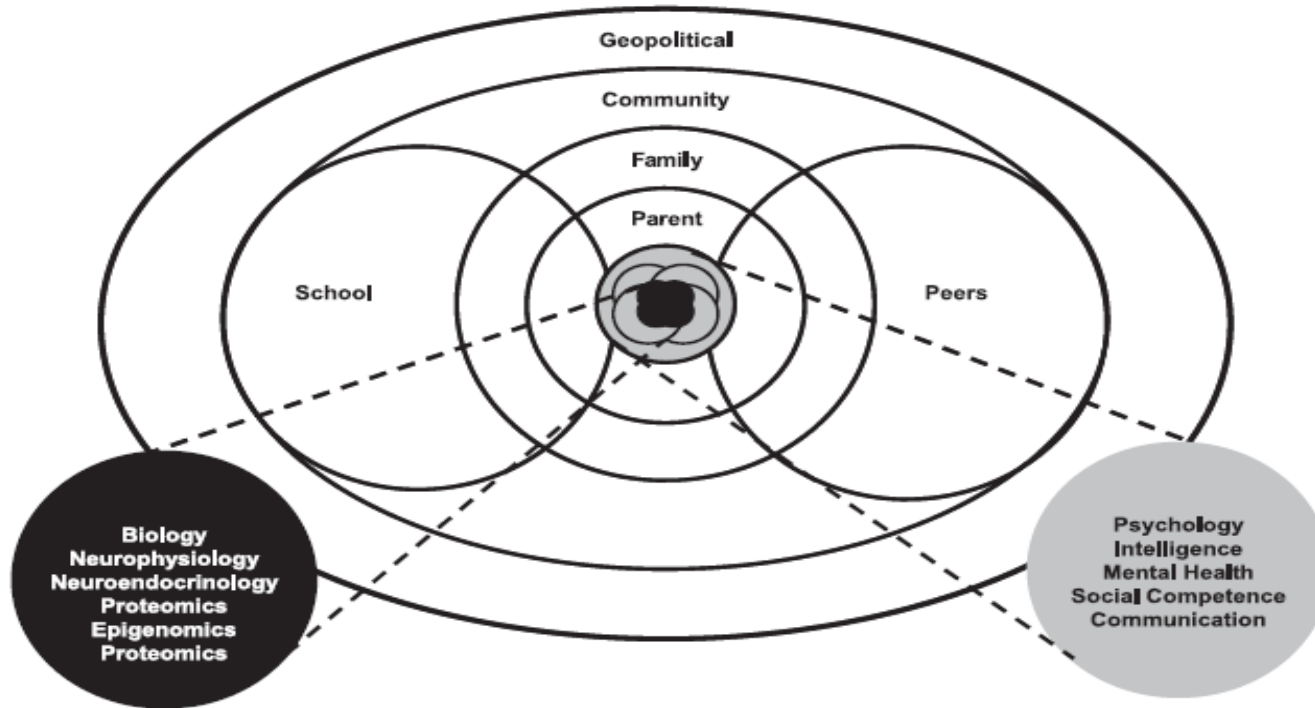 Geopolitical
Community
Family
Parent
School
Peers
Biology
Neurophysiology
Neuroendocrinology
Proteomics
Epigenomics
Proteomics
Psychology
Intelligence
Mental Health
Social Competence
Communication